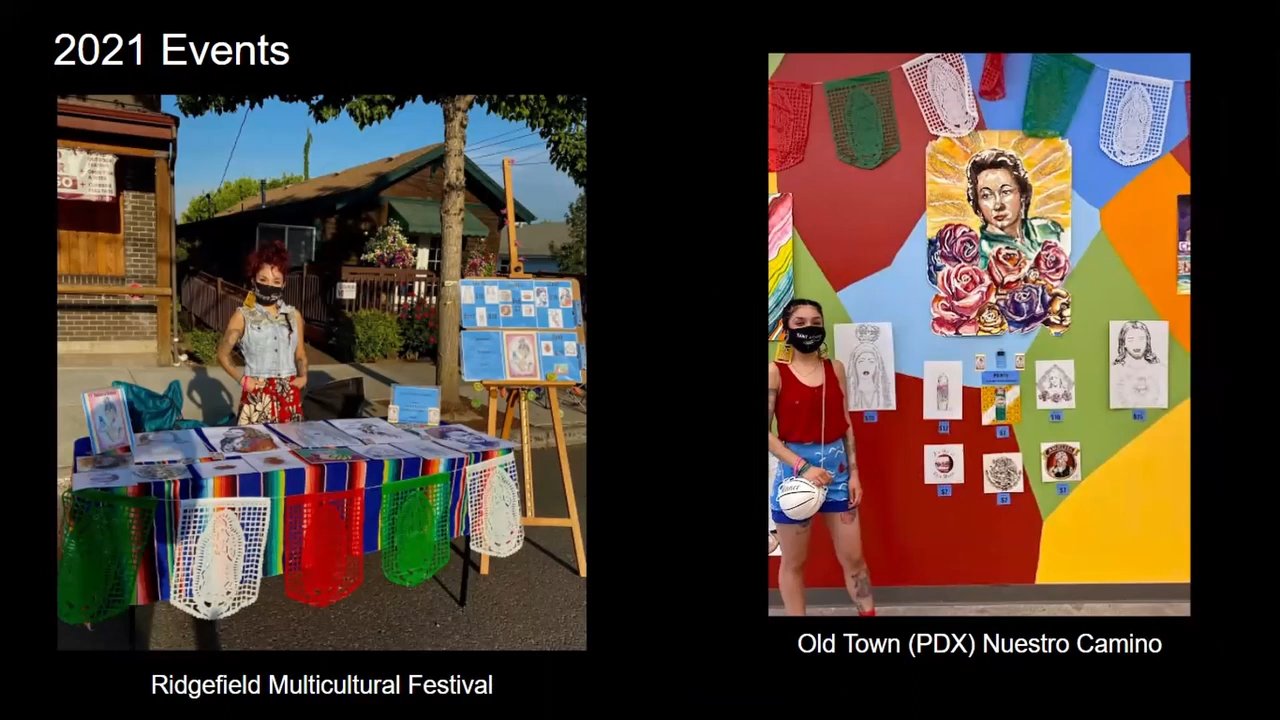 2021 Events
Ridgefield Multicultural Festival
Old Town (PDX) Nuestro Camino